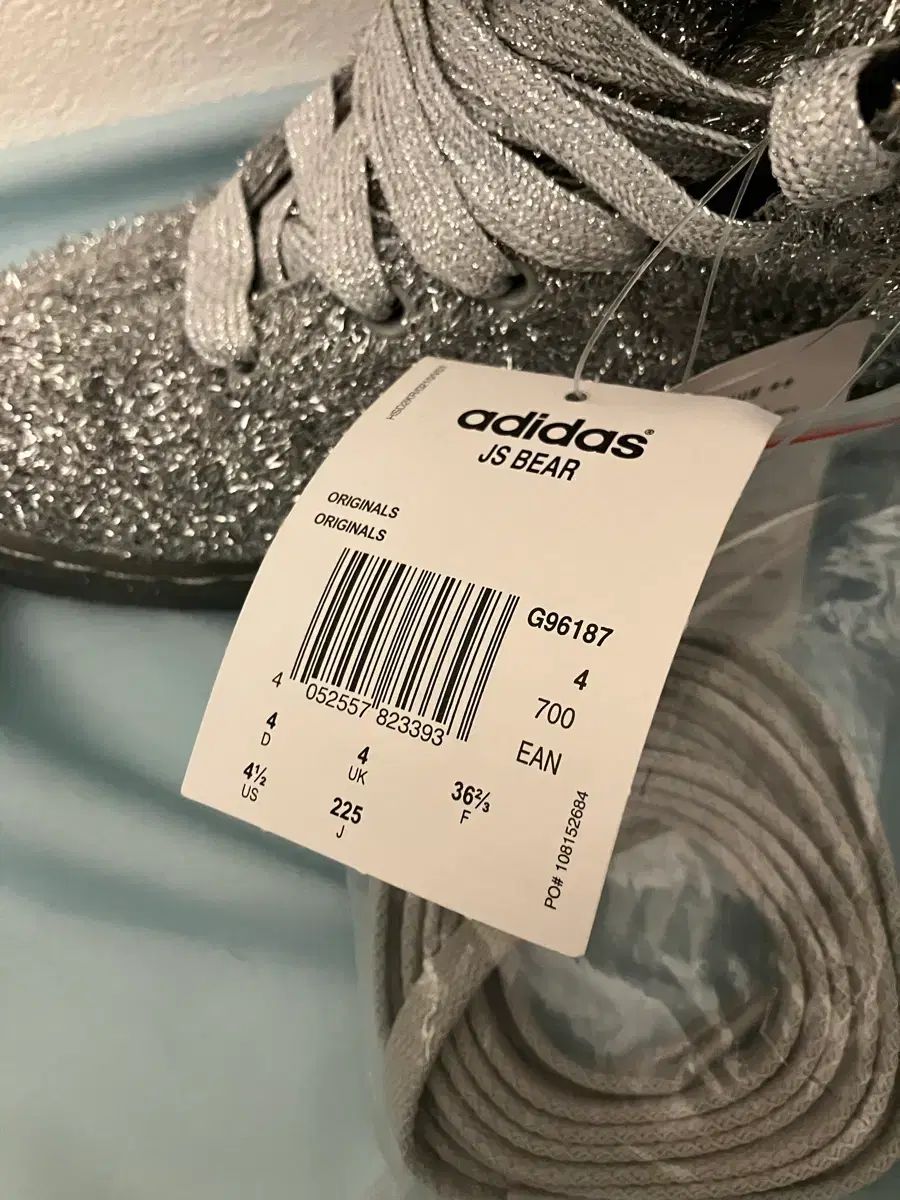 adidas®
JS BEAR
ORIGINALS
ORIGINALS
G96187
4
700
EAN
4 052557 823393
4
D
4
UK
4½
US
225
J
36⅔
F
PO# 108152684